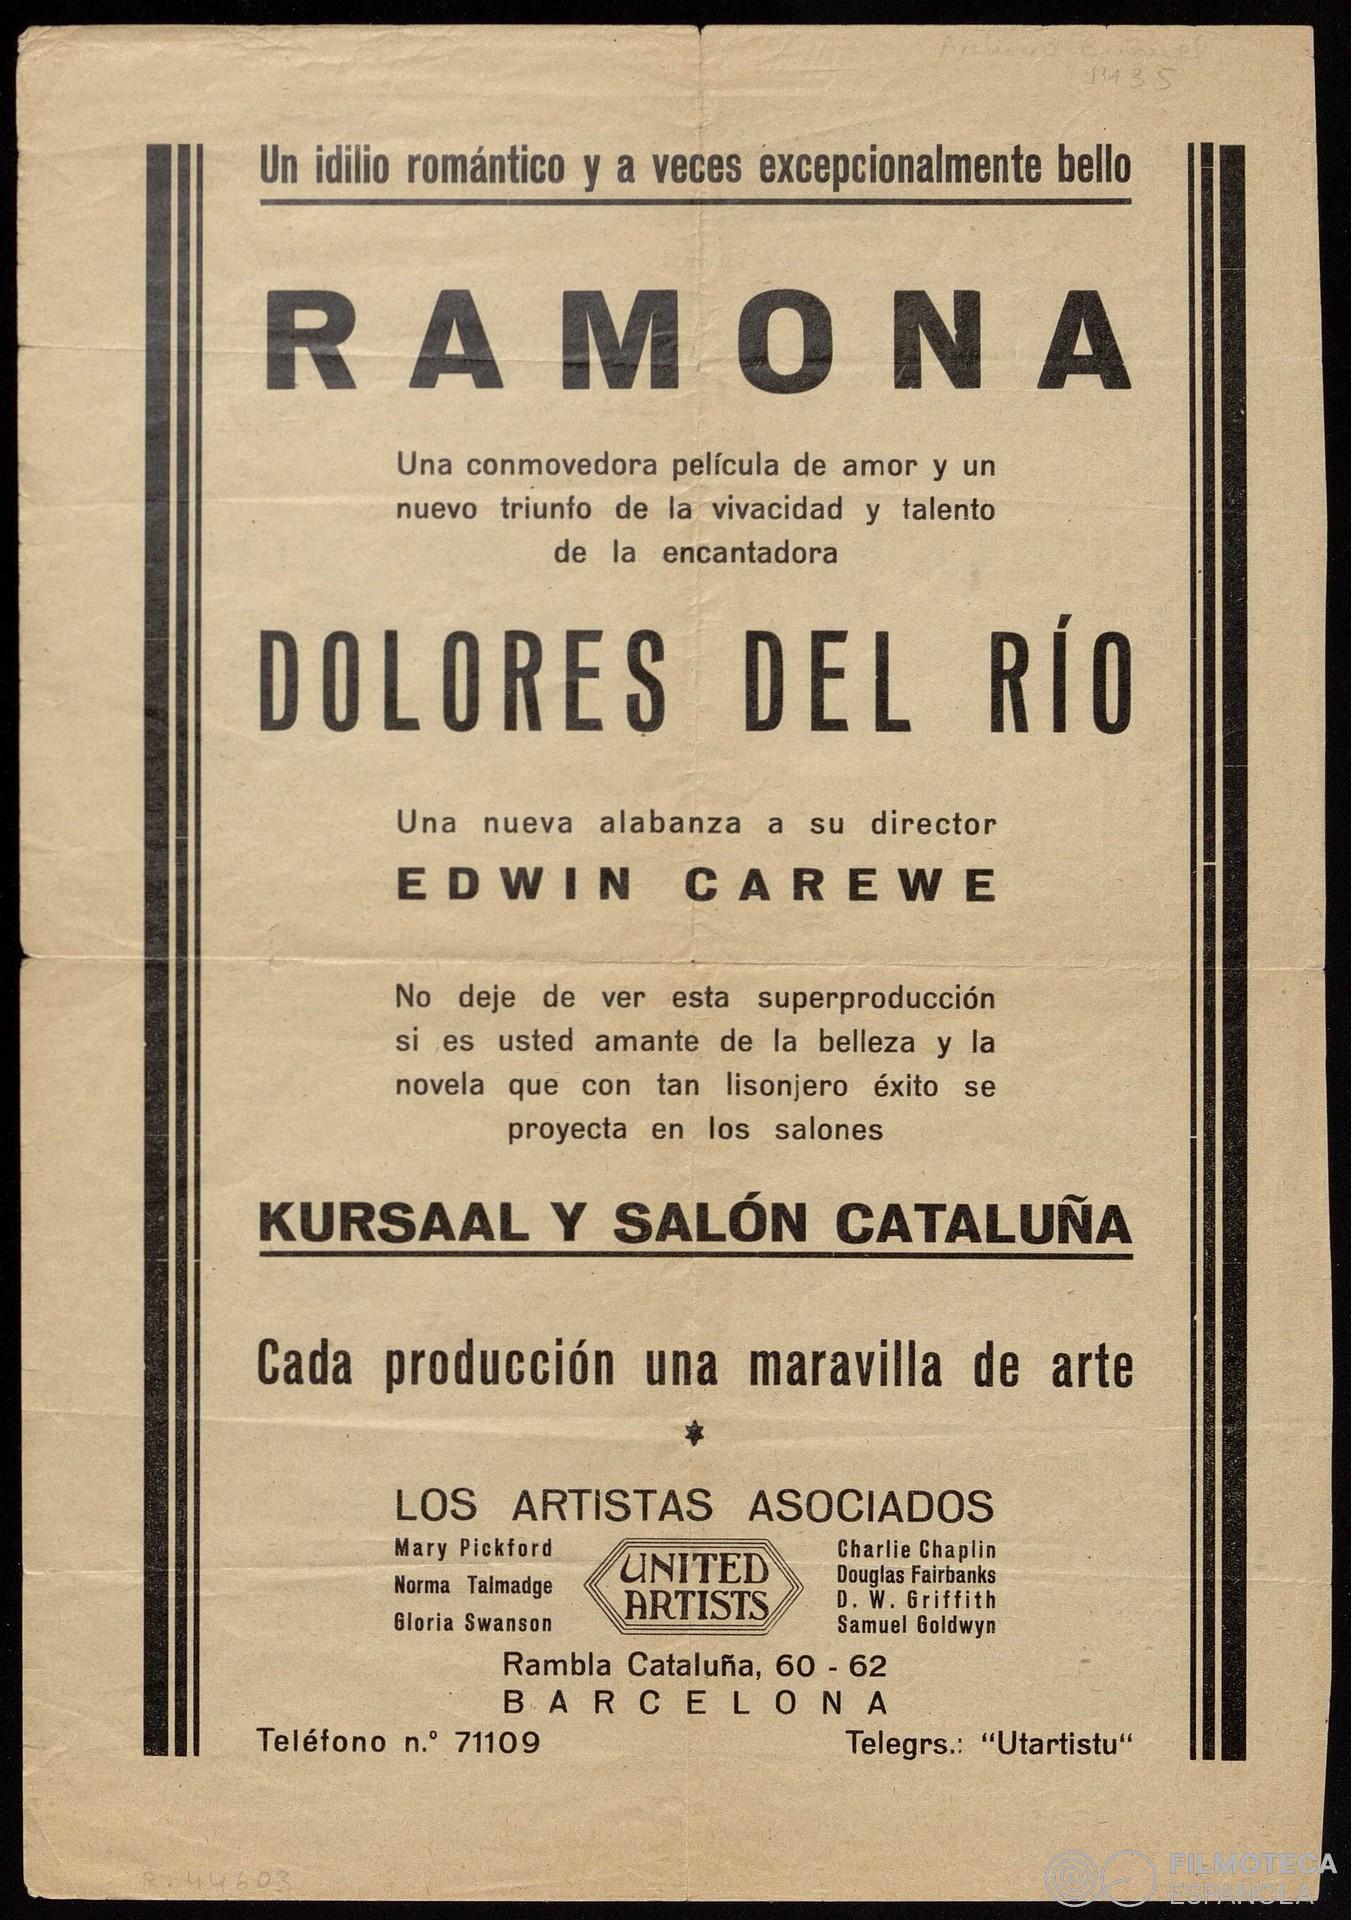 1435
Un idilio romántico y a veces excepcionalmente bello
RAMONA
Una conmovedora película de amor y un
nuevo triunfo de la vivacidad y talento
de la encantadora
DOLORES DEL RÍO
Una nueva alabanza a su director
EDWIN CAREWE
No deje de ver esta superproducción
si es usted amante de la belleza y la
novela que con tan lisonjero éxito se
proyecta en los salones
KURSAAL Y SALÓN CATALUÑA
Cada producción una maravilla de arte
LOS ARTISTAS ASOCIADOS
Mary Pickford
Norma Talmadge
Gloria Swanson
UNITED
ARTISTS
Charlie Chaplin
Douglas Fairbanks
D. W. Griffith
Samuel Goldwyn
Rambla Cataluña, 60 - 62
BARCELONA
Teléfono n.º 71109
Telegrs.: “Utartistu“
R. 44603
FILMOTECA
ESPAÑOLA